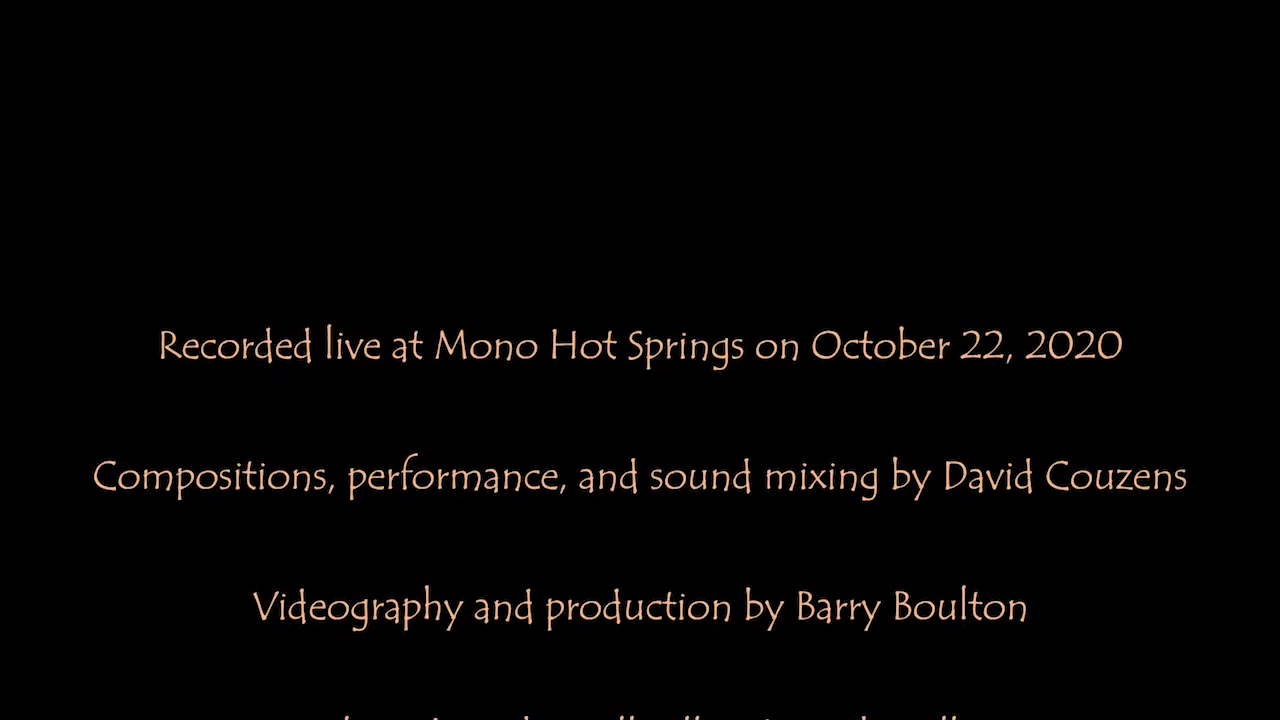 Recorded live at Mono Hot Springs on October 22, 2020
Compositions, performance, and sound mixing by David Couzens
Videography and production by Barry Boulton